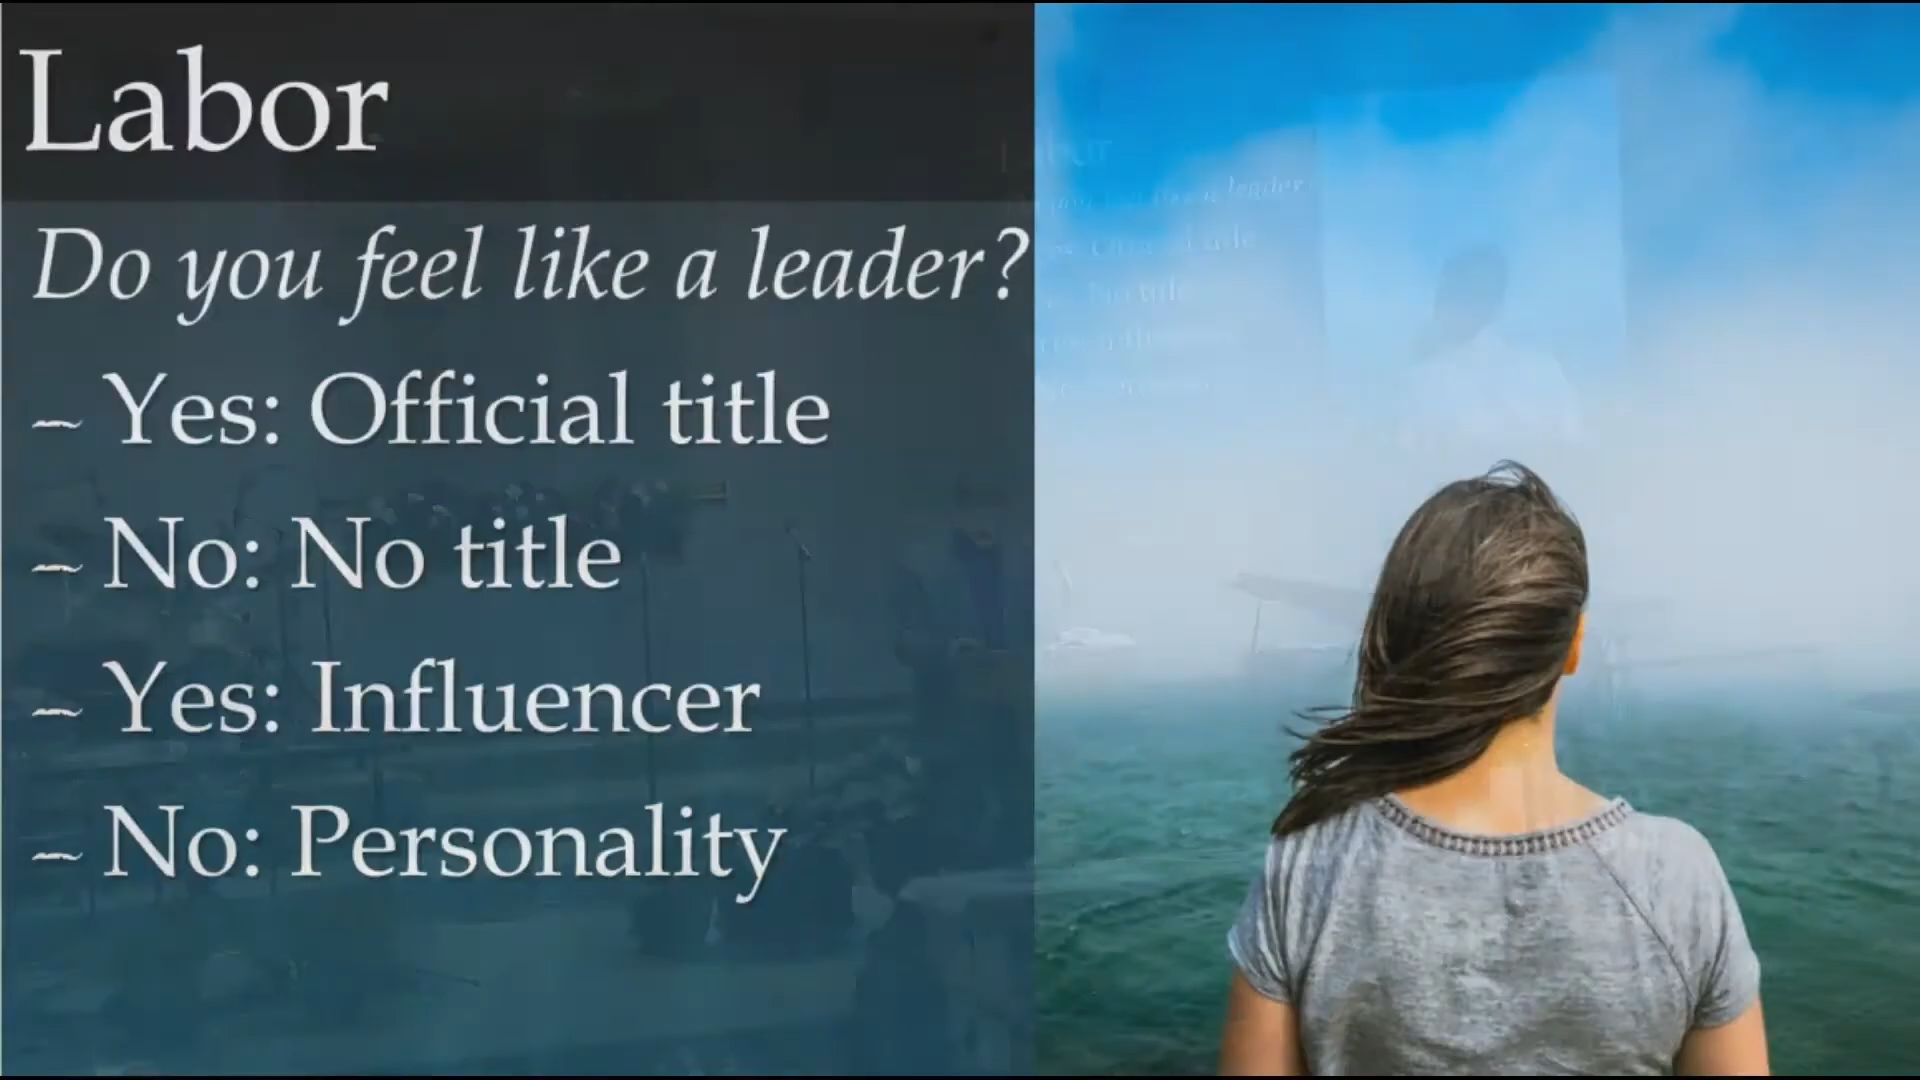 Labor
Do you feel like a leader?
~ Yes: Official title
~ No: No title
~ Yes: Influencer
~ No: Personality